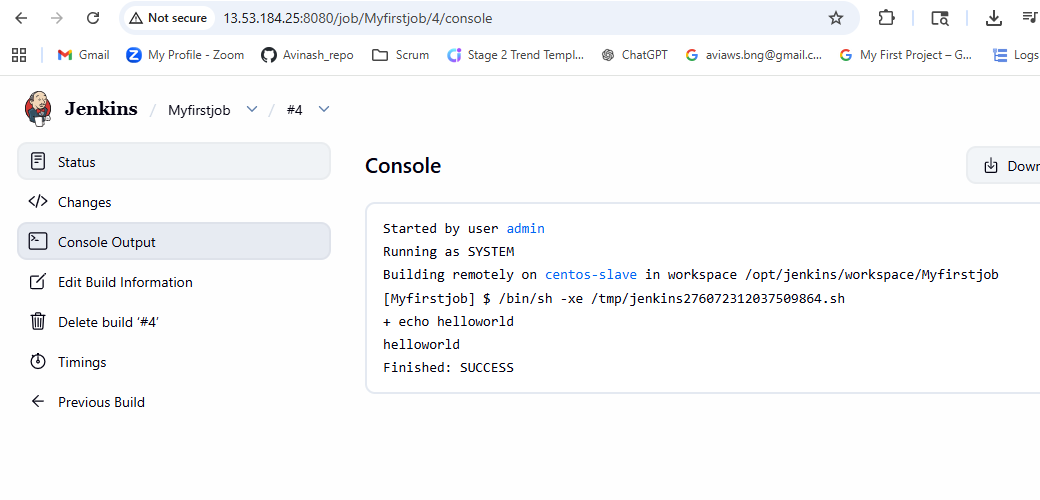 Not secure 13.53.184.25:8080/job/Myfirstjob/4/console
Gmail My Profile - Zoom Avinash_repo Scrum Stage 2 Trend Templ... ChatGPT aviaws.bng@gmail.c... My First Project – G... Logs
Jenkins / Myfirstjob / #4
Status
Changes
Console Output
Edit Build Information
Delete build ‘#4’
Timings
Previous Build
Console
Down
Started by user admin
Running as SYSTEM
Building remotely on centos-slave in workspace /opt/jenkins/workspace/Myfirstjob
[Myfirstjob] $ /bin/sh -xe /tmp/jenkins276072312037509864.sh
+ echo helloworld
helloworld
Finished: SUCCESS